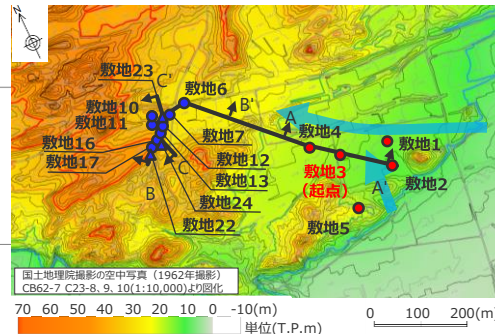 N
敷地23
C'
敷地6
敷地10
B'
敷地11
A
敷地4
敷地16
敷地7
敷地1
敷地17
敷地12
敷地3
(起点)
敷地2
敷地13
A'
B
C
敷地24
敷地5
敷地22
国土地理院撮影の空中写真（1962年撮影）
CB62-7 C23-8. 9. 10(1:10,000)より図化
70 60 50 40 30 20 10 0 -10(m)
単位(T.P.m)
0 100 200(m)